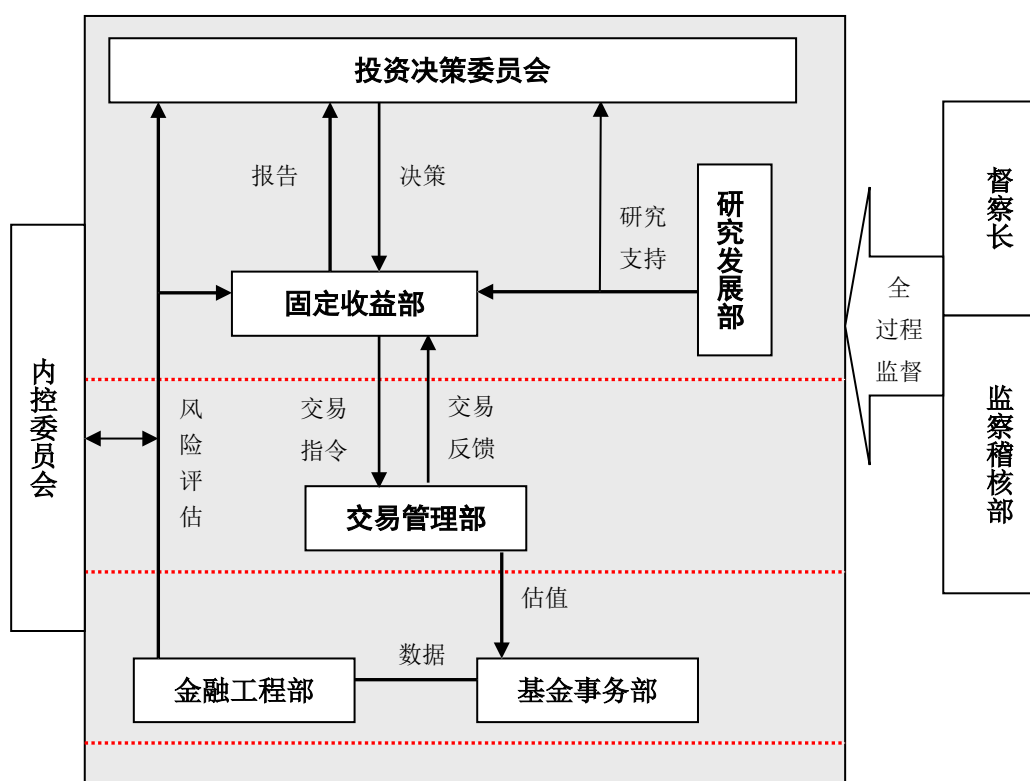 投资决策委员会
报告
决策
研究
支持
研究发展部
督察长
固定收益部
全
过程
监督
内控委员会
风
险
评
估
交易
指令
交易
反馈
监察稽核部
交易管理部
估值
数据
金融工程部
基金事务部